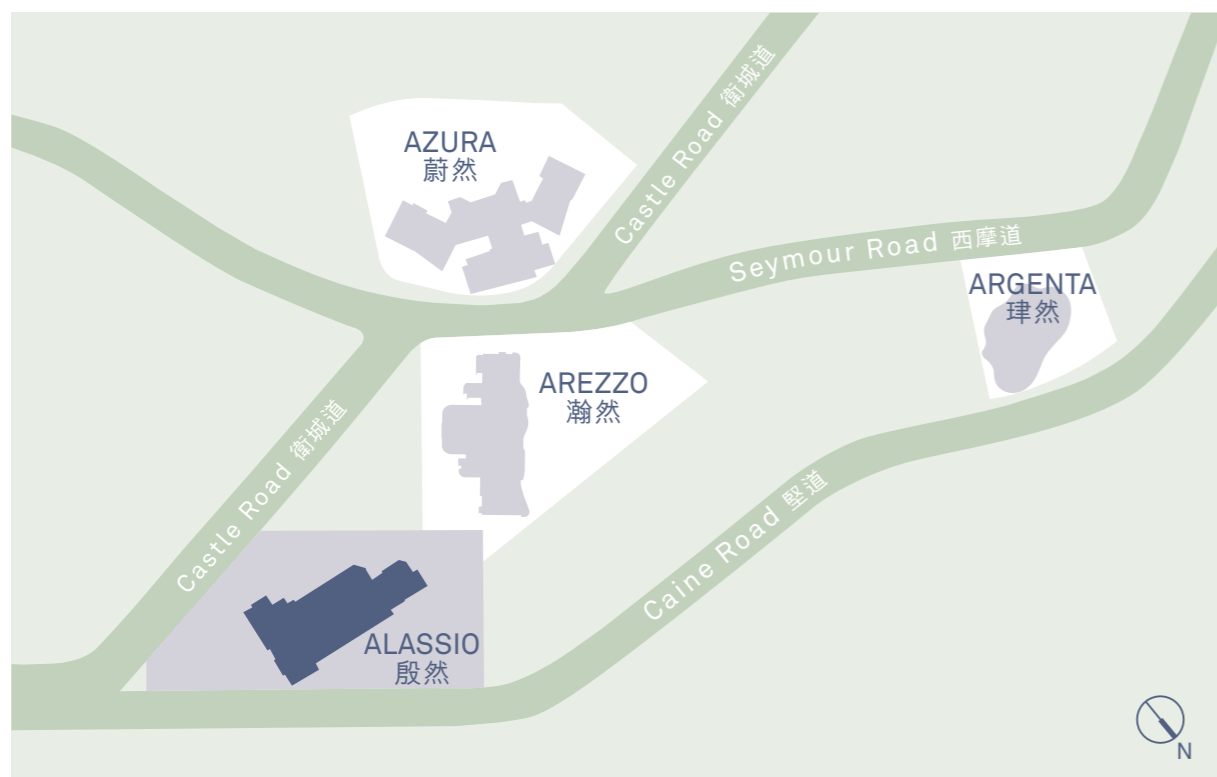 Castle Road 衛城道
AZURA
蔚然
Seymour Road 西摩道
ARGENTA
珒然
AREZZO
瀚然
Castle Road 衛城道
Caine Road 堅道
ALASSIO
殷然
N